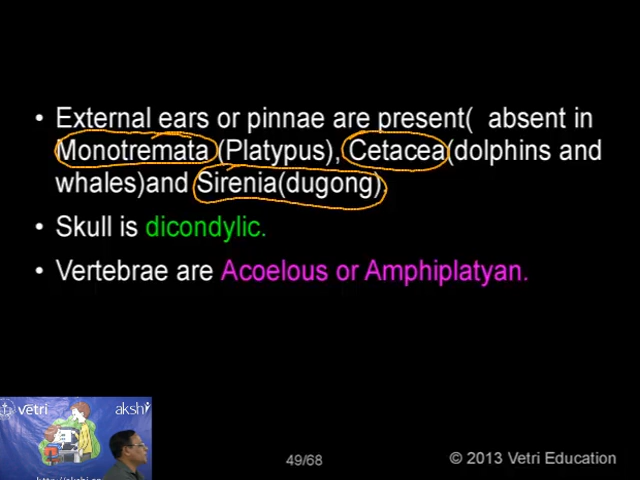 • External ears or pinnae are present( absent in
Monotremata (Platypus), Cetacea(dolphins and
whales)and Sirenia(dugong).
• Skull is dicondylic.
• Vertebrae are Acoelous or Amphiplatyan.
vetri
akshi
49/68
© 2013 Vetri Education